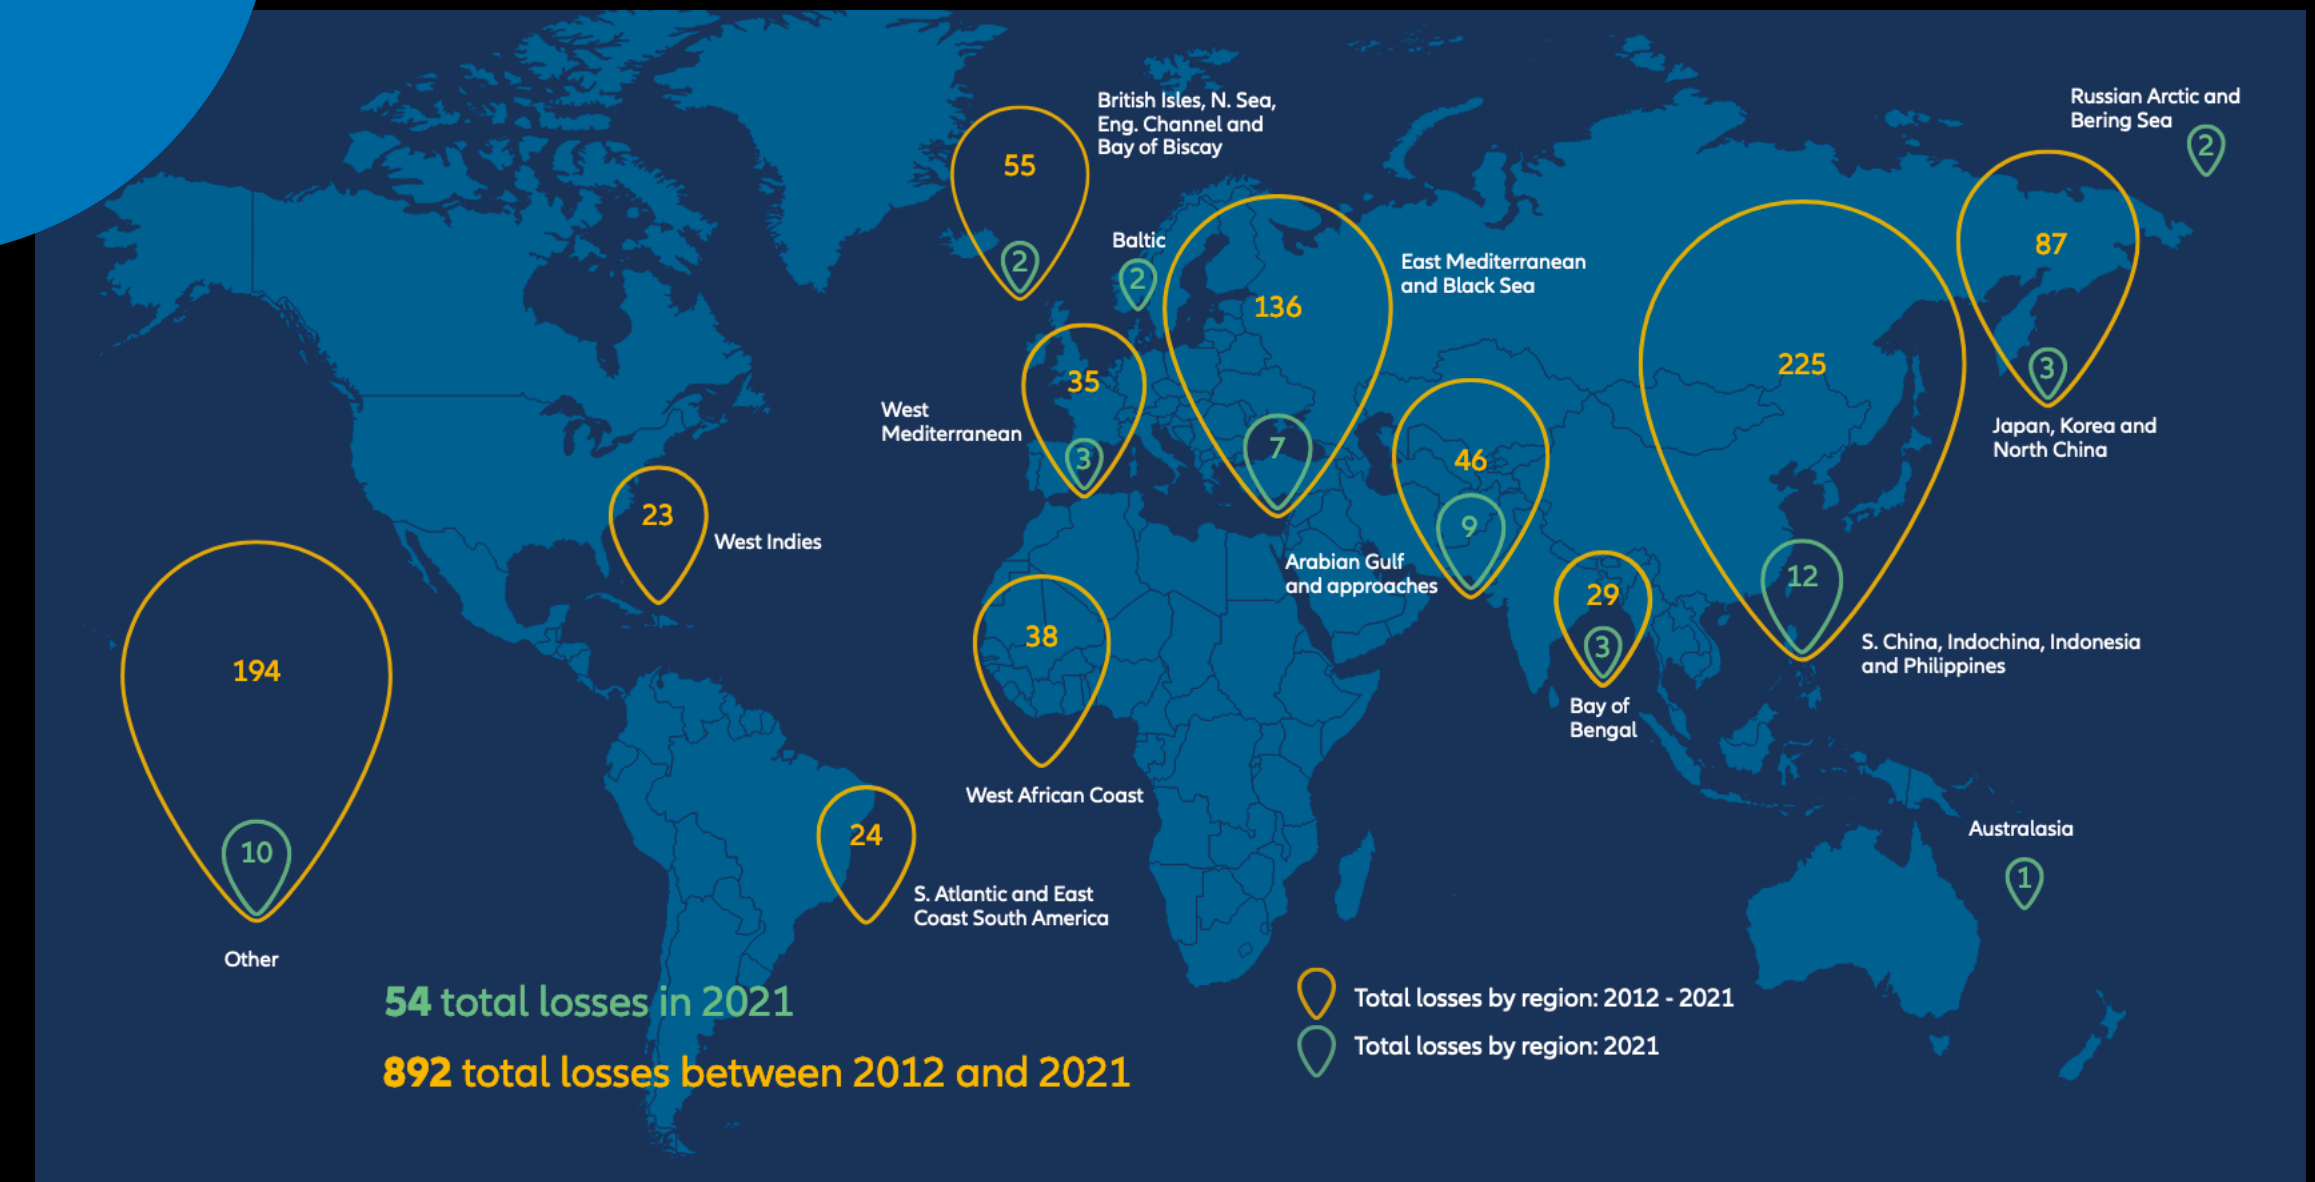 British Isles, N. Sea,
Eng. Channel and
Bay of Biscay
55
2
Russian Arctic and
Bering Sea
2
Baltic
2
East Mediterranean
and Black Sea
136
7
87
3
Japan, Korea and
North China
225
12
S. China, Indochina, Indonesia
and Philippines
35
3
West
Mediterranean
46
9
Arabian Gulf
and approaches
23
West Indies
29
3
Bay of
Bengal
38
West African Coast
194
10
Other
24
S. Atlantic and East
Coast South America
Australasia
1
54 total losses in 2021
892 total losses between 2012 and 2021
Total losses by region: 2012 - 2021
Total losses by region: 2021